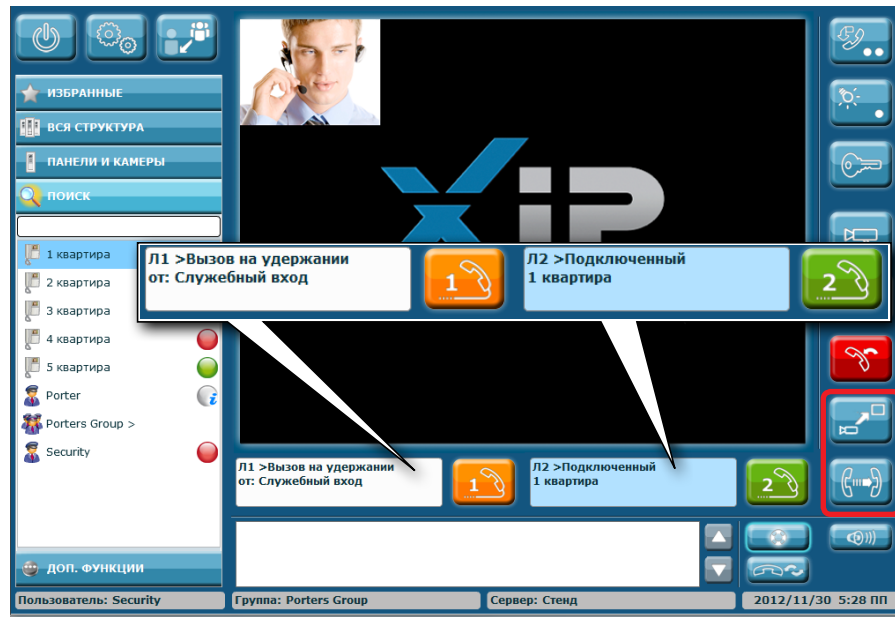 ИЗБРАННЫЕ
ВСЯ СТРУКТУРА
ПАНЕЛИ И КАМЕРЫ
ПОИСК
1 квартира
2 квартира
3 квартира
4 квартира
5 квартира
Porter
i
Porters Group >
Security
ДОП. ФУНКЦИИ
XiP
Л1 >Вызов на удержании
от: Служебный вход
1
Л2 >Подключенный
1 квартира
2
Л1 >Вызов на удержании
от: Служебный вход
1
Л2 >Подключенный
1 квартира
2
Пользователь: Security
Группа: Porters Group
Сервер: Стенд
2012/11/30 5:28 ПП